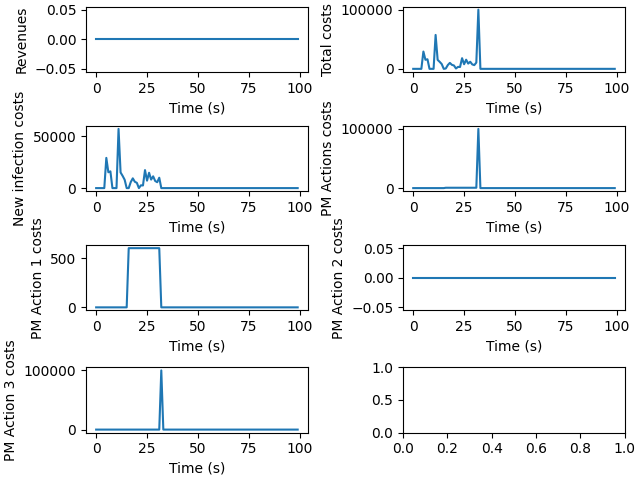 Revenues
0.05
0.00
−0.05
0 25 50 75 100
Time (s)
Total costs
100000
0
0 25 50 75 100
Time (s)
New infection costs
50000
0
0 25 50 75 100
Time (s)
PM Actions costs
100000
0
0 25 50 75 100
Time (s)
PM Action 1 costs
500
0
0 25 50 75 100
Time (s)
PM Action 2 costs
0.05
0.00
−0.05
0 25 50 75 100
Time (s)
PM Action 3 costs
100000
0
0 25 50 75 100
Time (s)
1.0
0.5
0.0
0.0 0.2 0.4 0.6 0.8 1.0